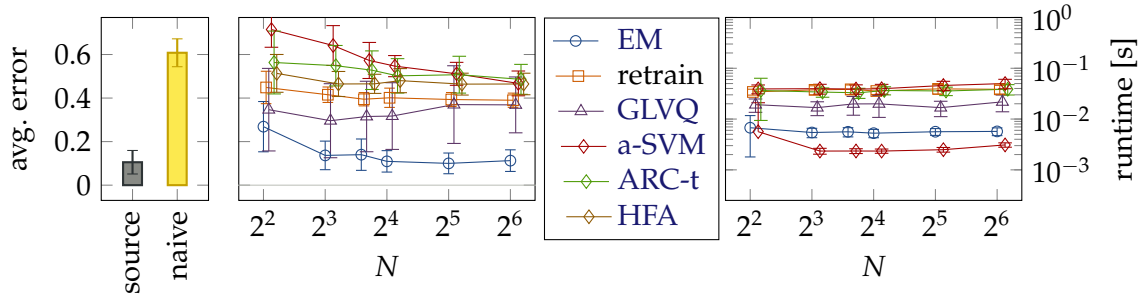 avg. error
0.6
0.4
0.2
0
source
naive
2^2 2^3 2^4 2^5 2^6
N
EM
retrain
GLVQ
a-SVM
ARC-t
HFA
2^2 2^3 2^4 2^5 2^6
N
10^0
10^−1
10^−2
10^−3
runtime [s]